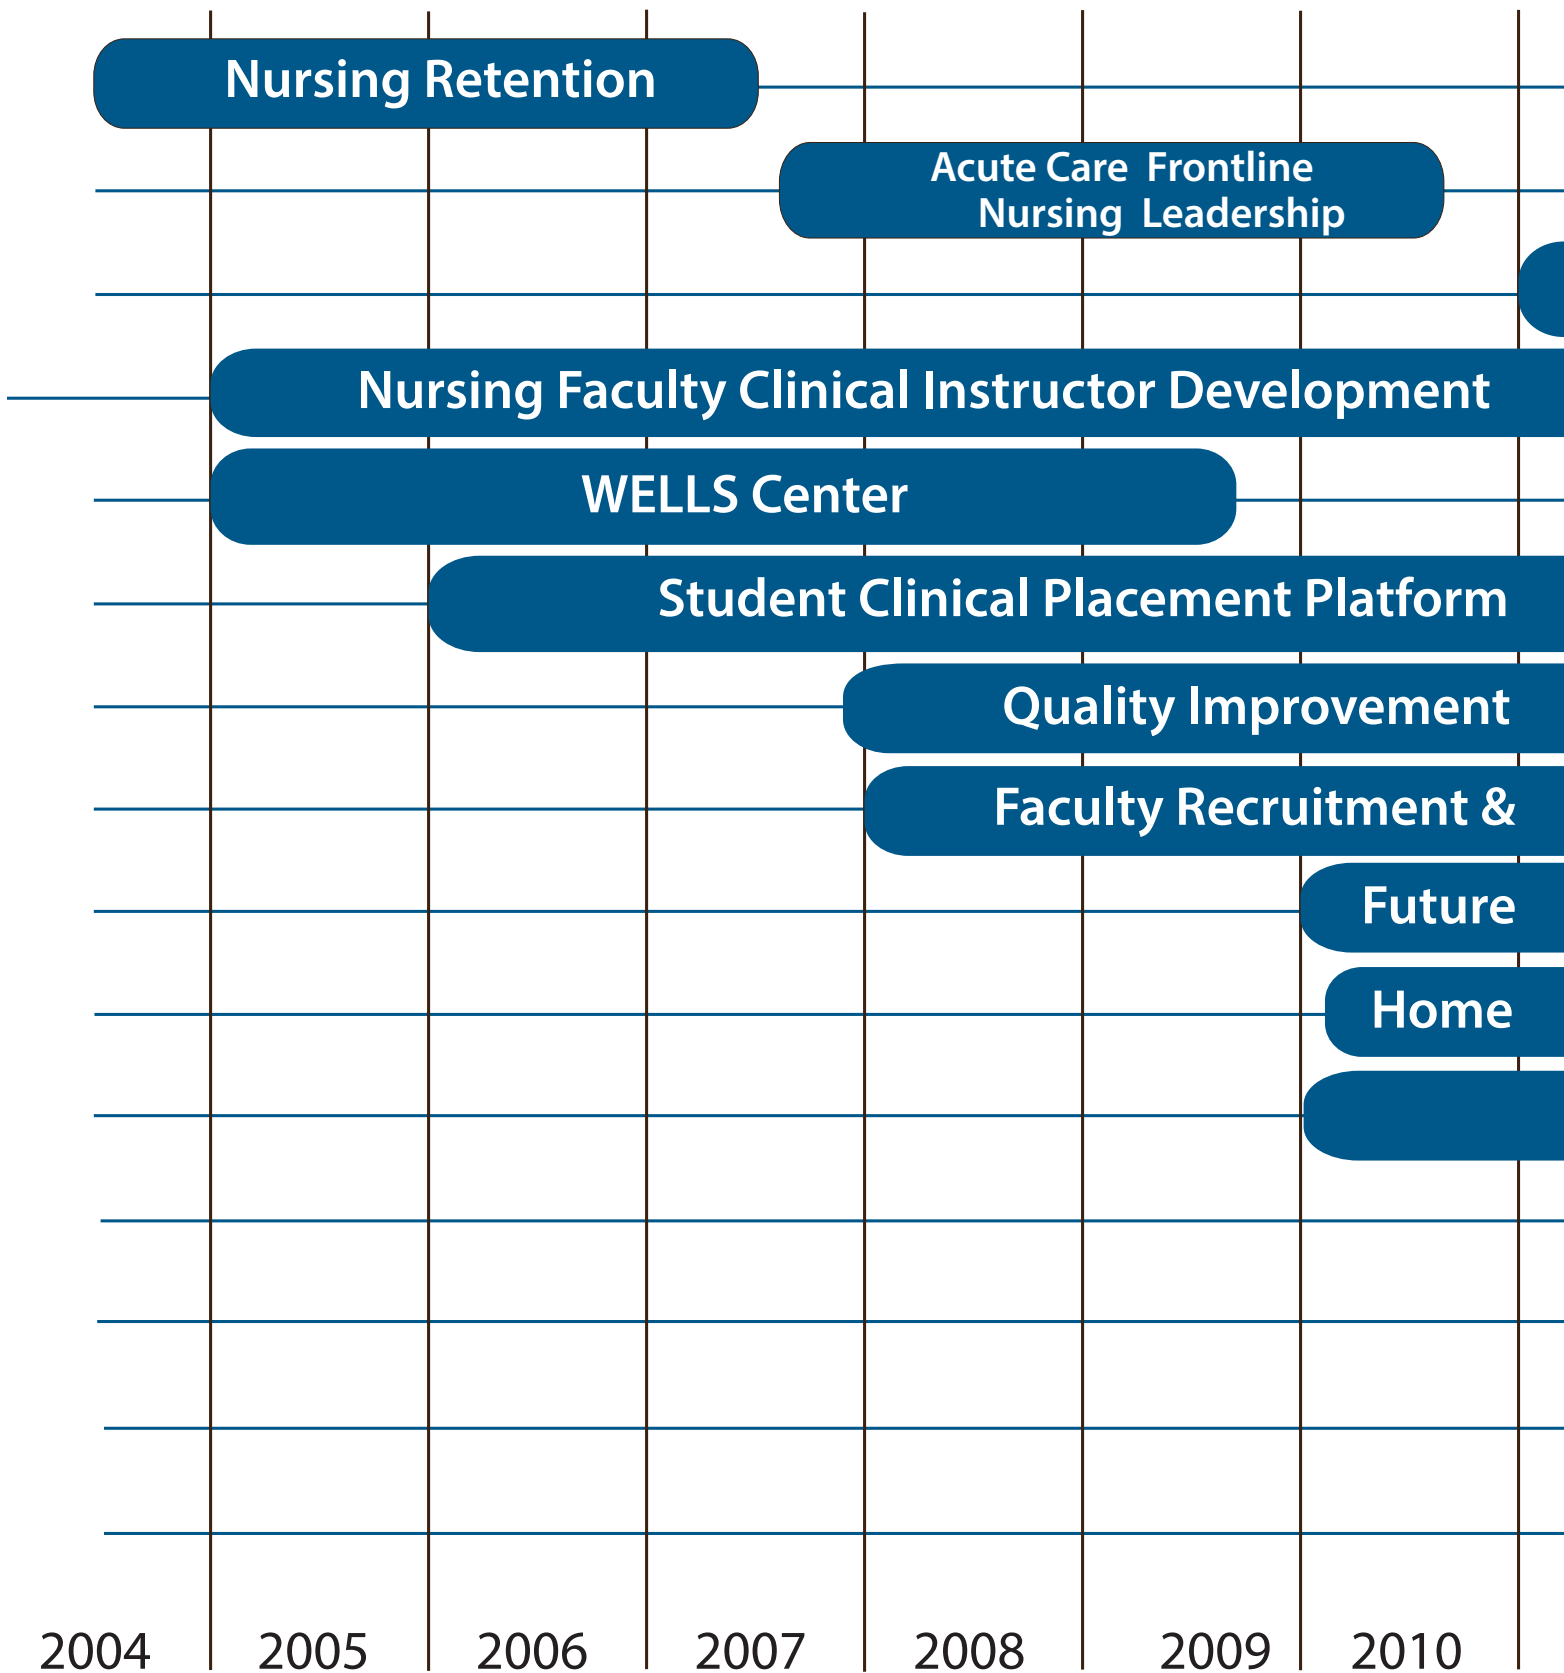 Nursing Retention
Acute Care Frontline
Nursing Leadership
Nursing Faculty Clinical Instructor Development
WELLS Center
Student Clinical Placement Platform
Quality Improvement
Faculty Recruitment &
Future
Home
2004 2005 2006 2007 2008 2009 2010